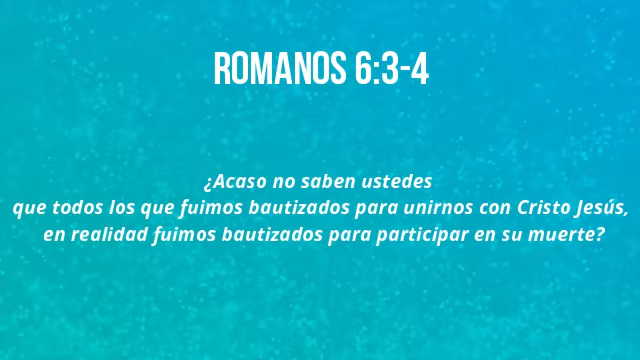 ROMANOS 6:3-4
¿Acaso no saben ustedes
que todos los que fuimos bautizados para unirnos con Cristo Jesús,
en realidad fuimos bautizados para participar en su muerte?